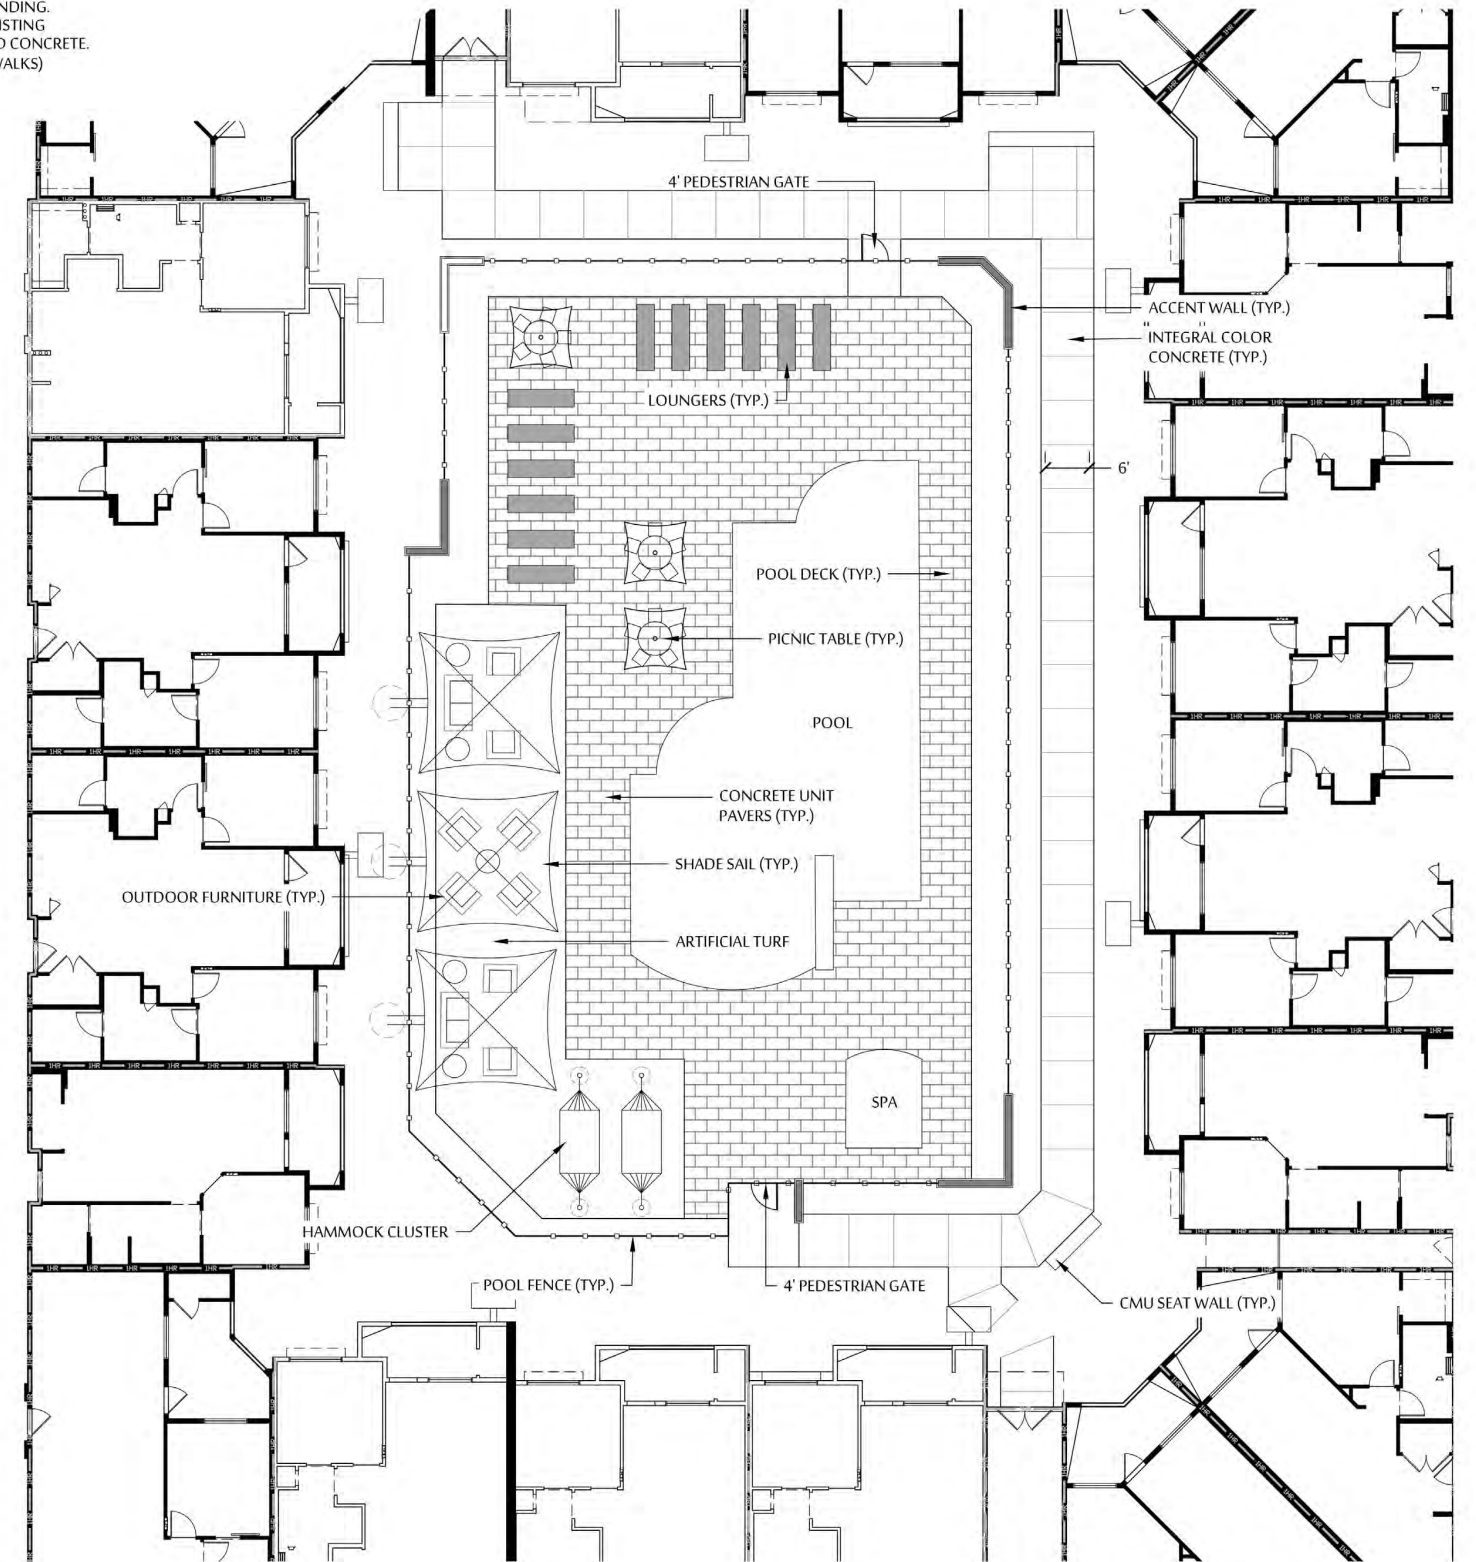 NDING.
ISTING
D CONCRETE.
WALKS)
4' PEDESTRIAN GATE
ACCENT WALL (TYP.)
INTEGRAL COLOR
CONCRETE (TYP.)
LOUNGERS (TYP.)
6'
POOL DECK (TYP.)
PICNIC TABLE (TYP.)
POOL
CONCRETE UNIT
PAVERS (TYP.)
SHADE SAIL (TYP.)
OUTDOOR FURNITURE (TYP.)
ARTIFICIAL TURF
SPA
HAMMOCK CLUSTER
POOL FENCE (TYP.)
4' PEDESTRIAN GATE
CMU SEAT WALL (TYP.)